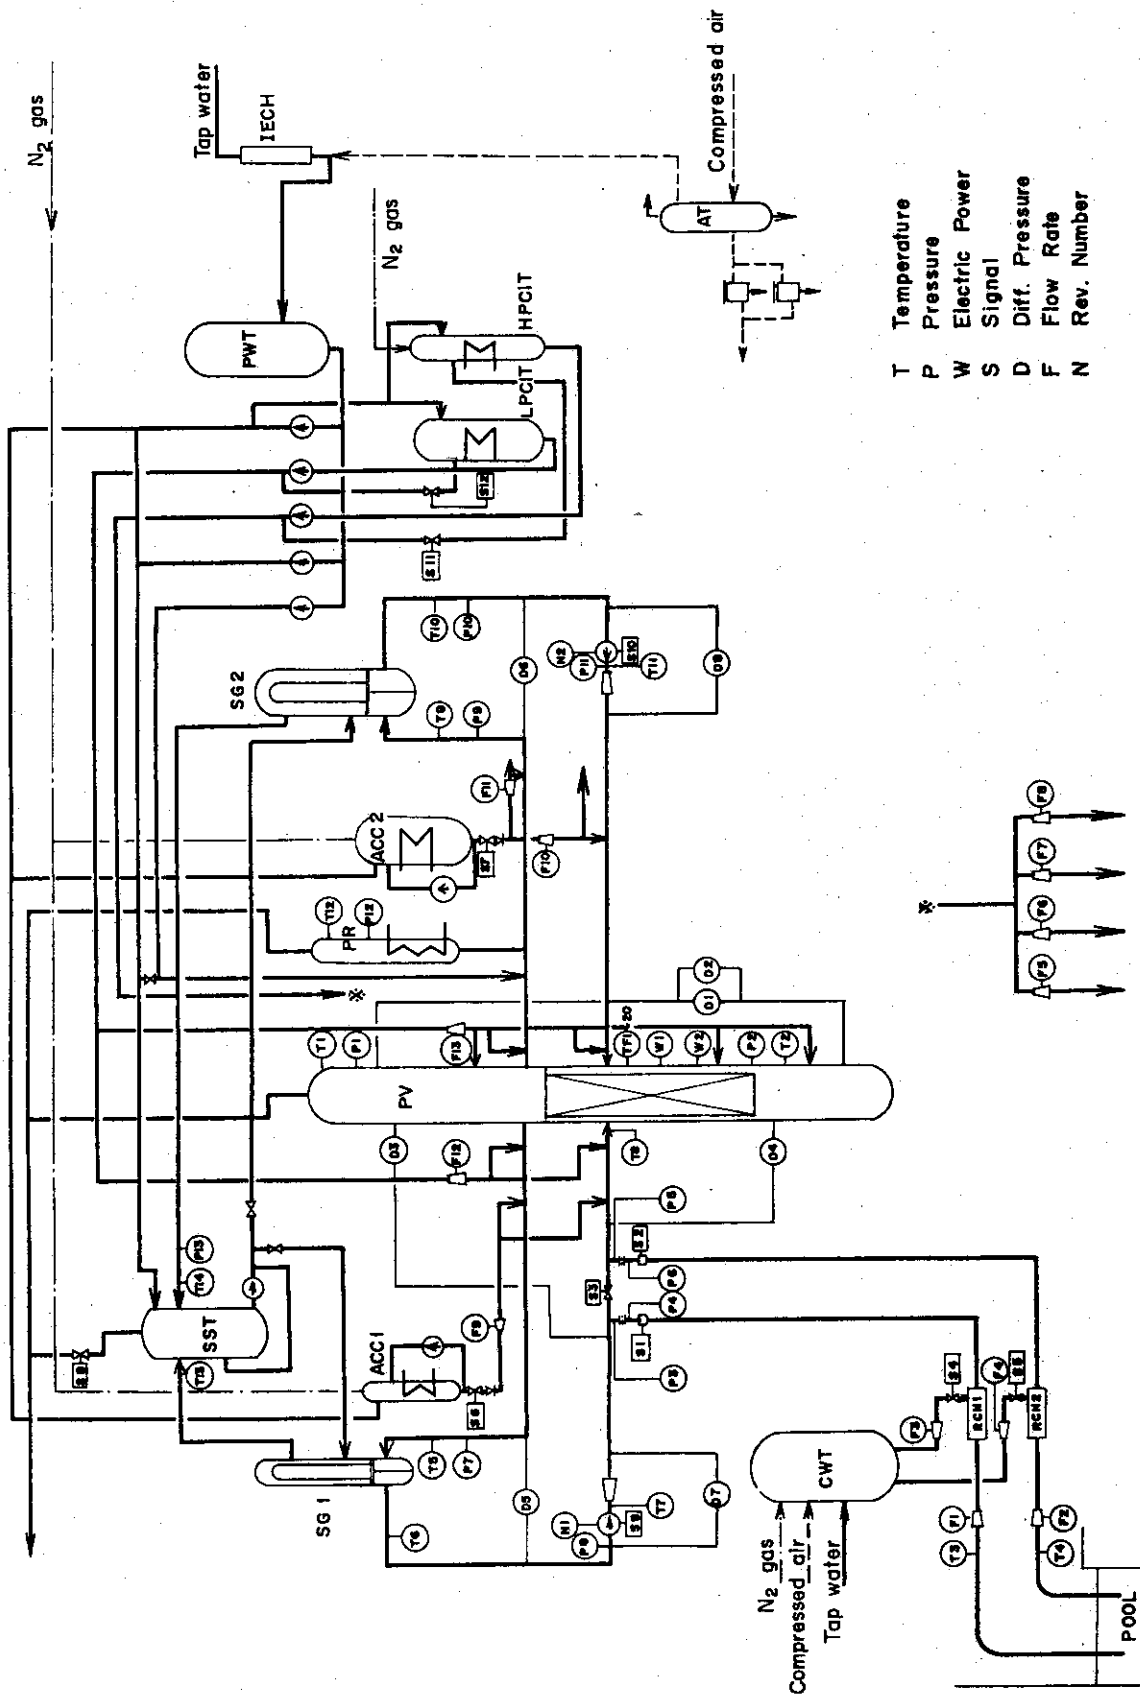 N2 gas
Tap water
IECH
Compressed air
AT
N2 gas
PWT
HPCIT
LPCIT
S12
S11
T Temperature
P Pressure
W Electric Power
S Signal
D Diff. Pressure
F Flow Rate
N Rev. Number
SG2
T10
P10
D6
N2
P11
S10
T11
D8
T9
P9
F11
ACC2
S7
F10
T12
P12
PR
※
D2
D1
T1
P1
F13
TF1~20
W1
W2
P2
T2
PV
D3
F12
T8
D4
P5
S2
P6
S3
P4
S1
P3
P13
T14
SST
S8
T13
ACC1
F9
S6
SG1
T5
P7
T6
D5
N1
P8
S9
T7
D7
CWT
F3
S4
F4
S5
RCN1
RCN2
F1
T3
F2
T4
N2 gas
Compressed air
Tap water
POOL
※
F5
F6
F7
F8